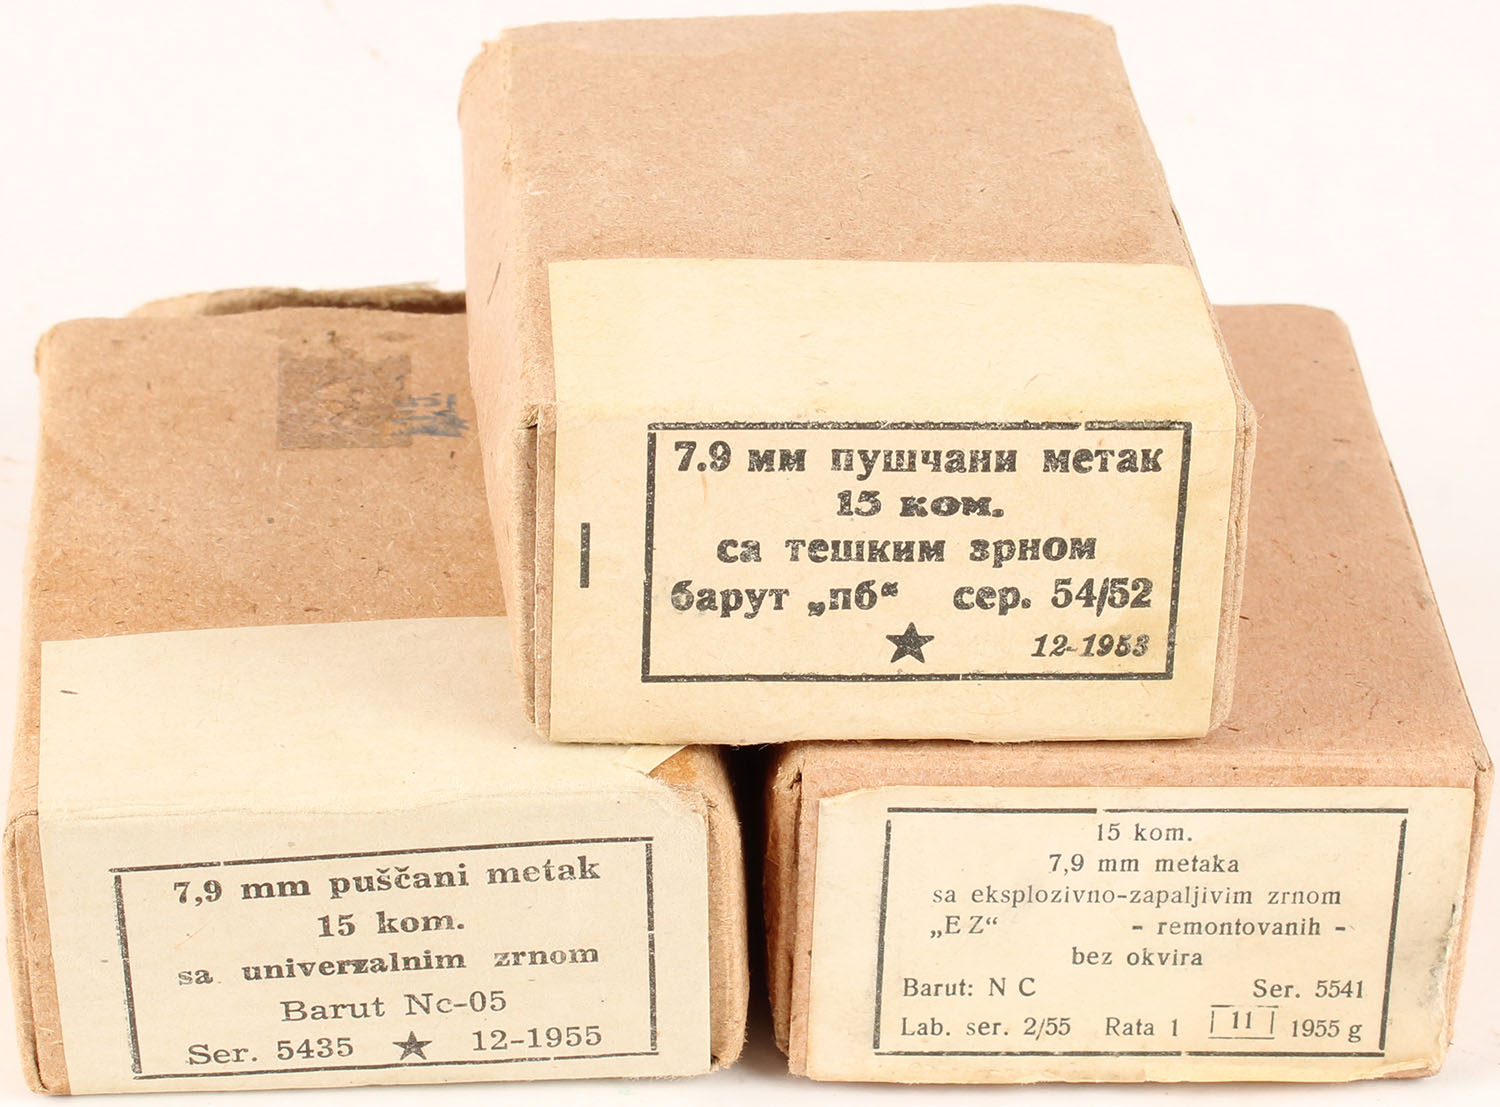 7.9 мм пушчани метак
15 ком.
са тешким зрном
барут „пб“ сер. 54/52
★ 12-1953
7,9 mm puščani metak
15 kom.
sa univerzalnim zrnom
Barut Nc-05
Ser. 5435 ★ 12-1955
15 kom.
7,9 mm metaka
sa eksplozivno-zapaljivim zrnom
„E Z“ - remontovanih -
bez okvira
Barut: N C Ser. 5541
Lab. ser. 2/55 Rata 1 11 1955 g